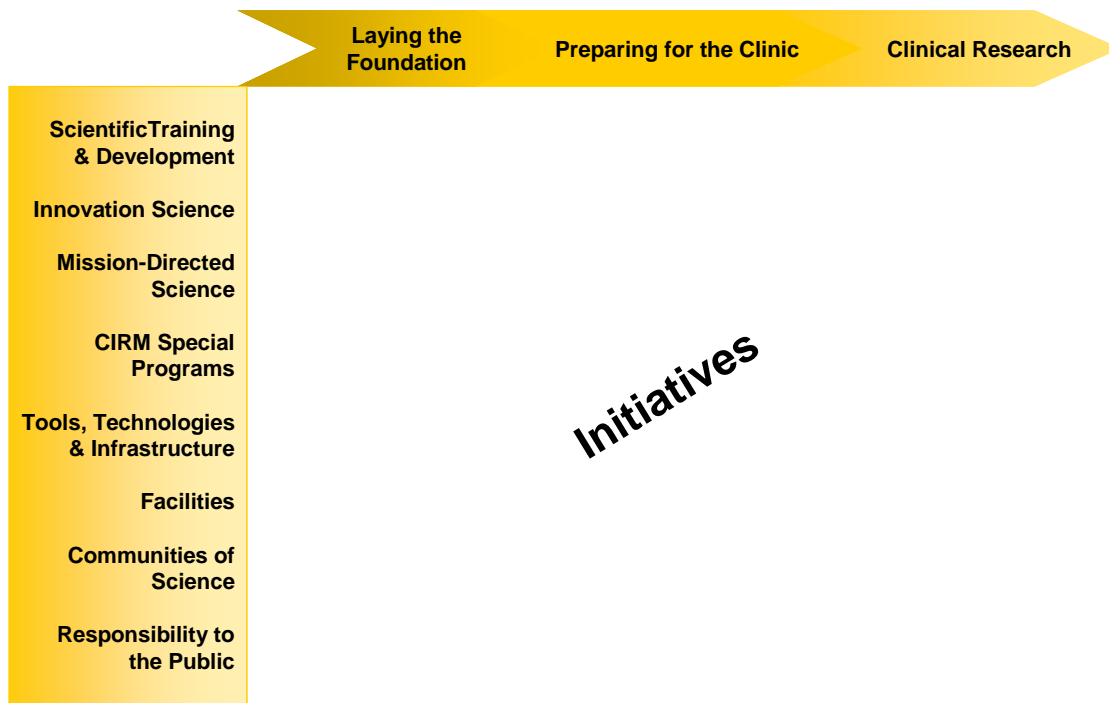 Laying the
Foundation
Preparing for the Clinic
Clinical Research
ScientificTraining
& Development
Innovation Science
Mission-Directed
Science
CIRM Special
Programs
Tools, Technologies
& Infrastructure
Facilities
Communities of
Science
Responsibility to
the Public
Initiatives